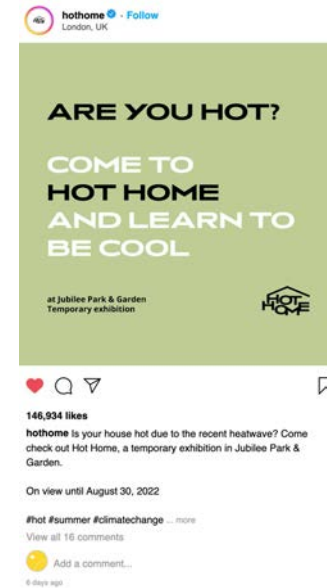 hothome · Follow
London, UK
ARE YOU HOT?
COME TO
HOT HOME
AND LEARN TO
BE COOL
at Jubilee Park & Garden
Temporary exhibition
HOT
HOME
146,934 likes
hothome Is your house hot due to the recent heatwave? Come
check out Hot Home, a temporary exhibition in Jubilee Park &
Garden.
On view until August 30, 2022
#hot #summer #climatechange ... more
View all 16 comments
Add a comment...
6 days ago